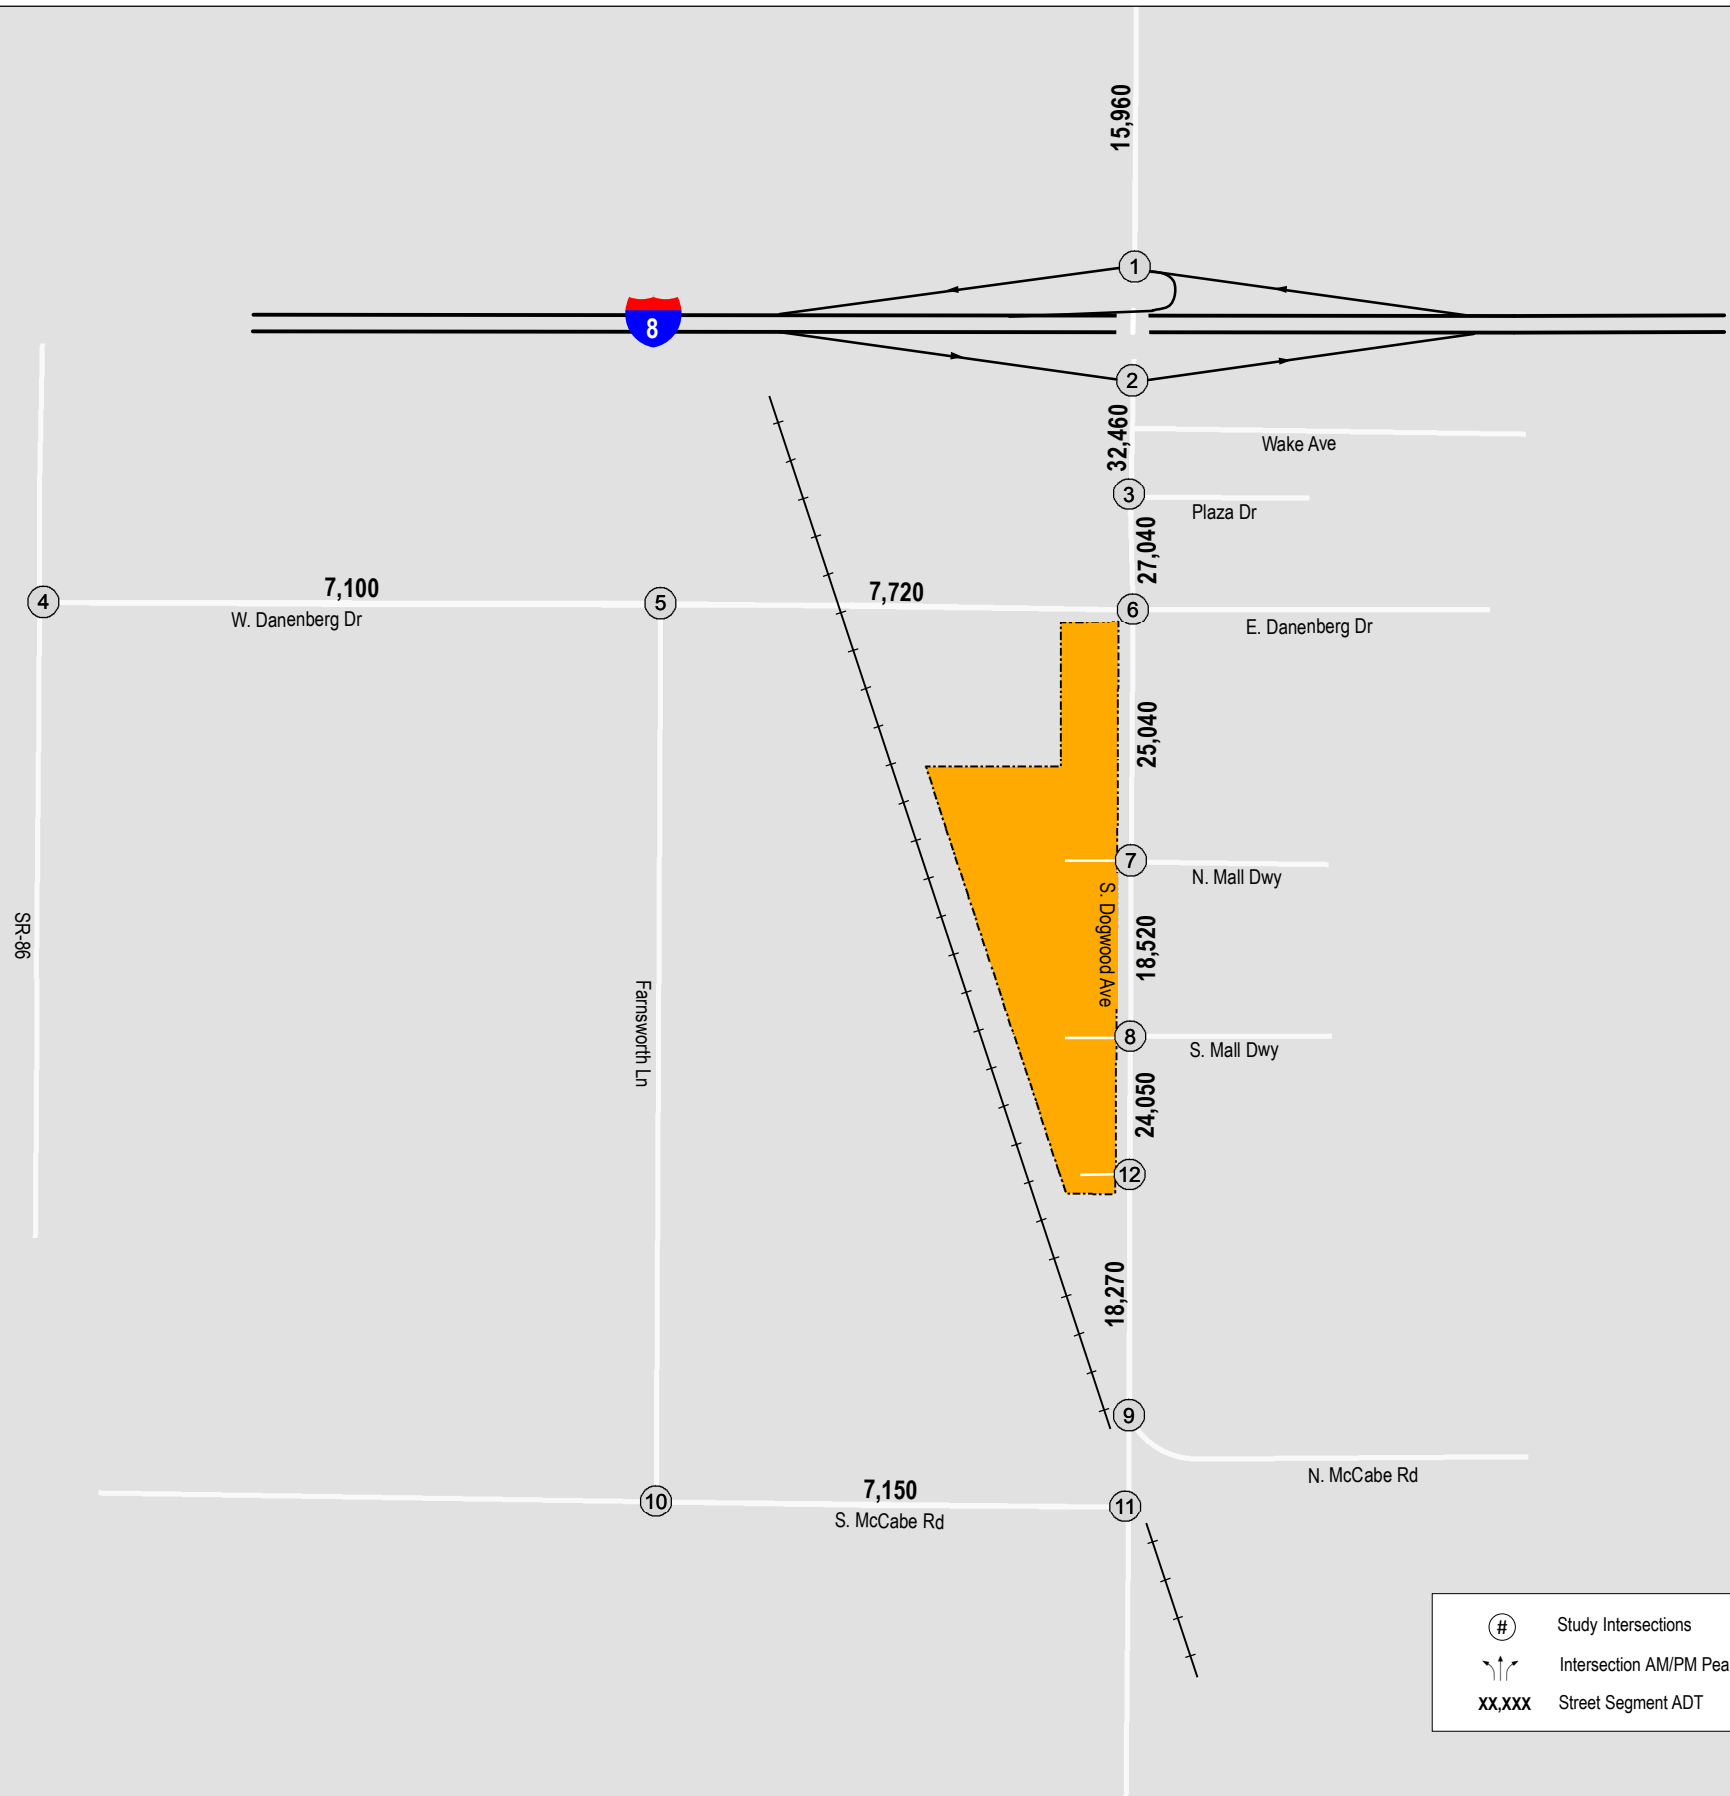 15,960
1
8
2
32,460
Wake Ave
3
Plaza Dr
27,040
4
7,100
W. Danenberg Dr
5
7,720
6
E. Danenberg Dr
25,040
7
N. Mall Dwy
S. Dogwood Ave
18,520
SR-86
Farnsworth Ln
8
S. Mall Dwy
24,050
12
18,270
9
N. McCabe Rd
10
7,150
S. McCabe Rd
11
# Study Intersections
Intersection AM/PM Pea
XX,XXX Street Segment ADT